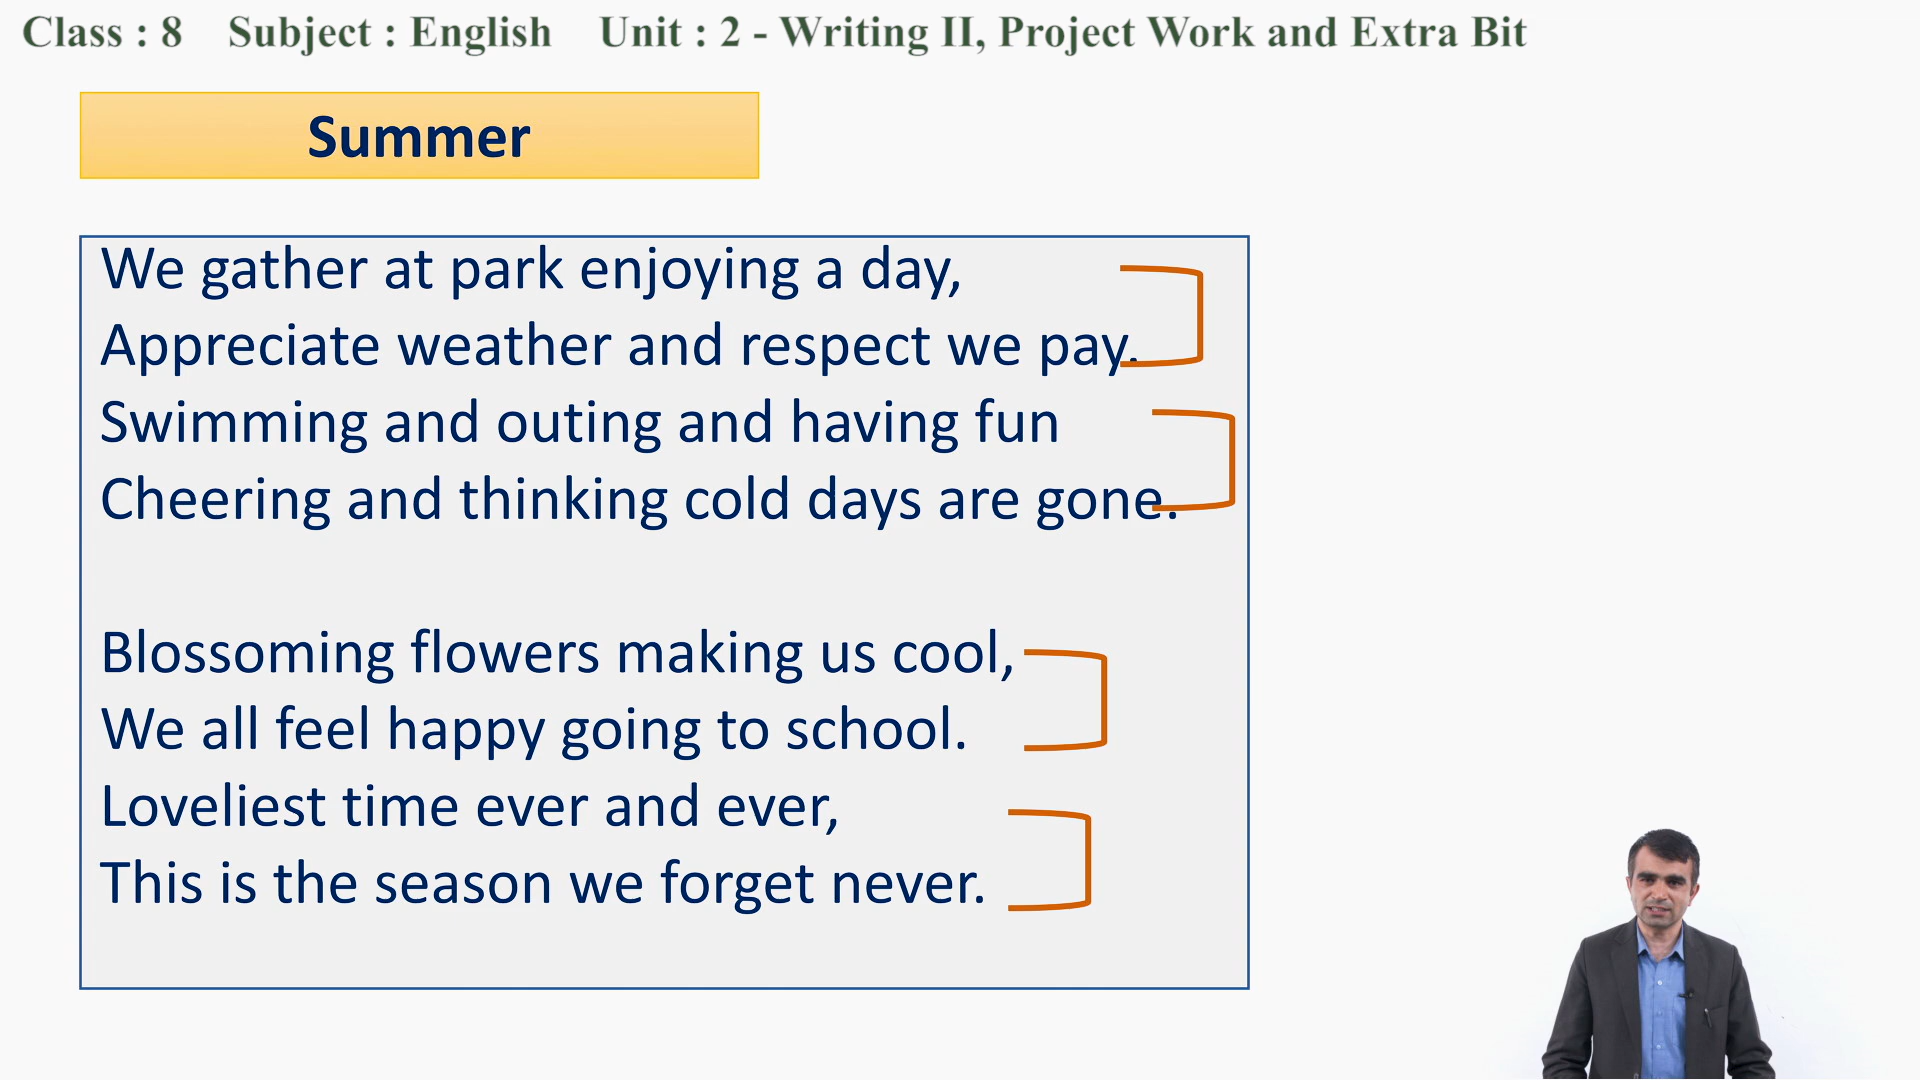 Class : 8 Subject : English Unit : 2 - Writing II, Project Work and Extra Bit
Summer
We gather at park enjoying a day,
Appreciate weather and respect we pay.
Swimming and outing and having fun
Cheering and thinking cold days are gone.
Blossoming flowers making us cool,
We all feel happy going to school.
Loveliest time ever and ever,
This is the season we forget never.